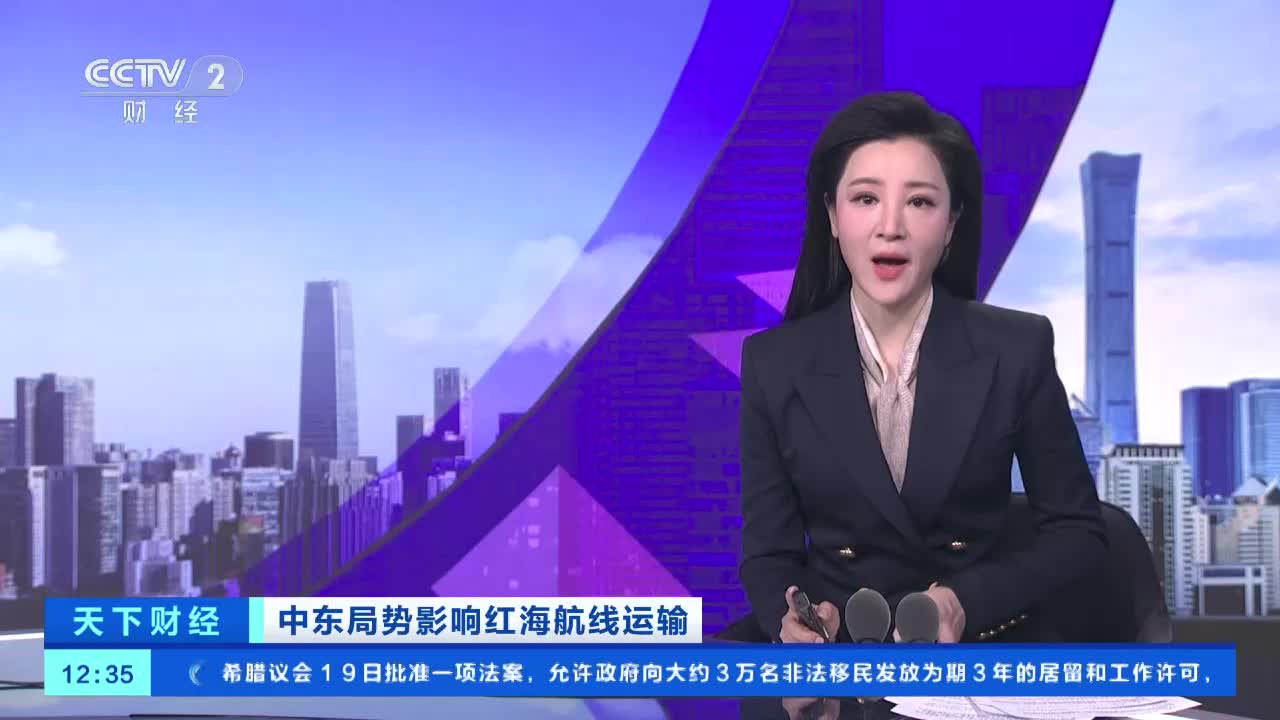 CCTV 2
财 经
天下财经
中东局势影响红海航线运输
12:35
希腊议会19日批准一项法案，允许政府向大约3万名非法移民发放为期3年的居留和工作许可，